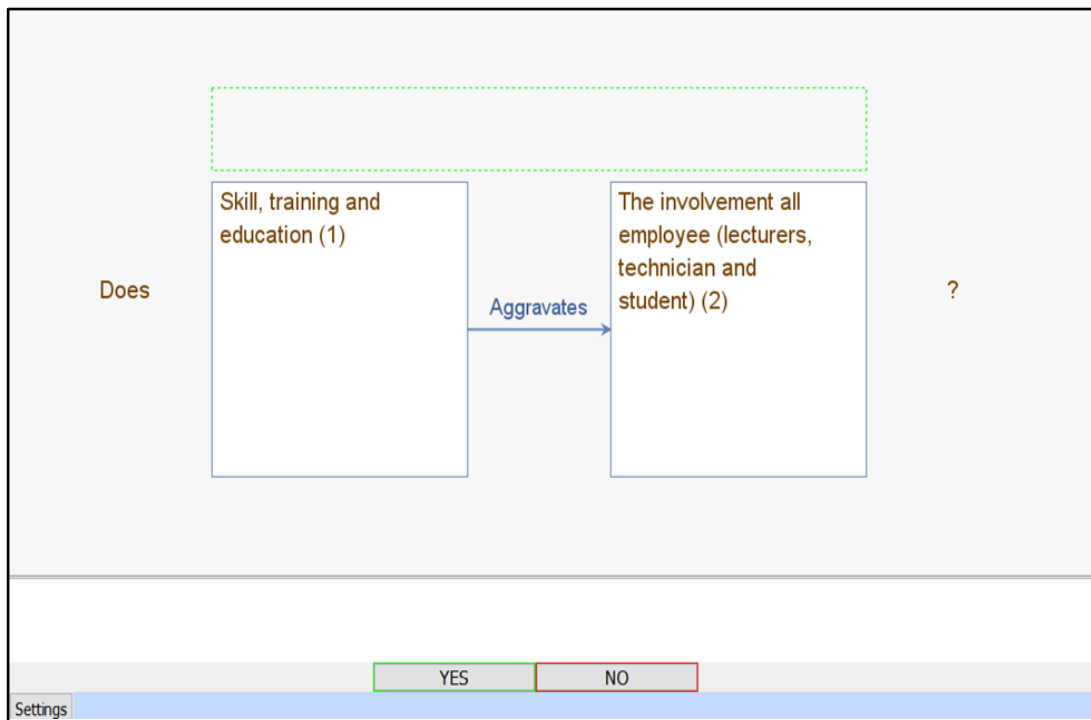 Does
Skill, training and
education (1)
Aggravates
The involvement all
employee (lecturers,
technician and
student) (2)
?
YES
NO
Settings